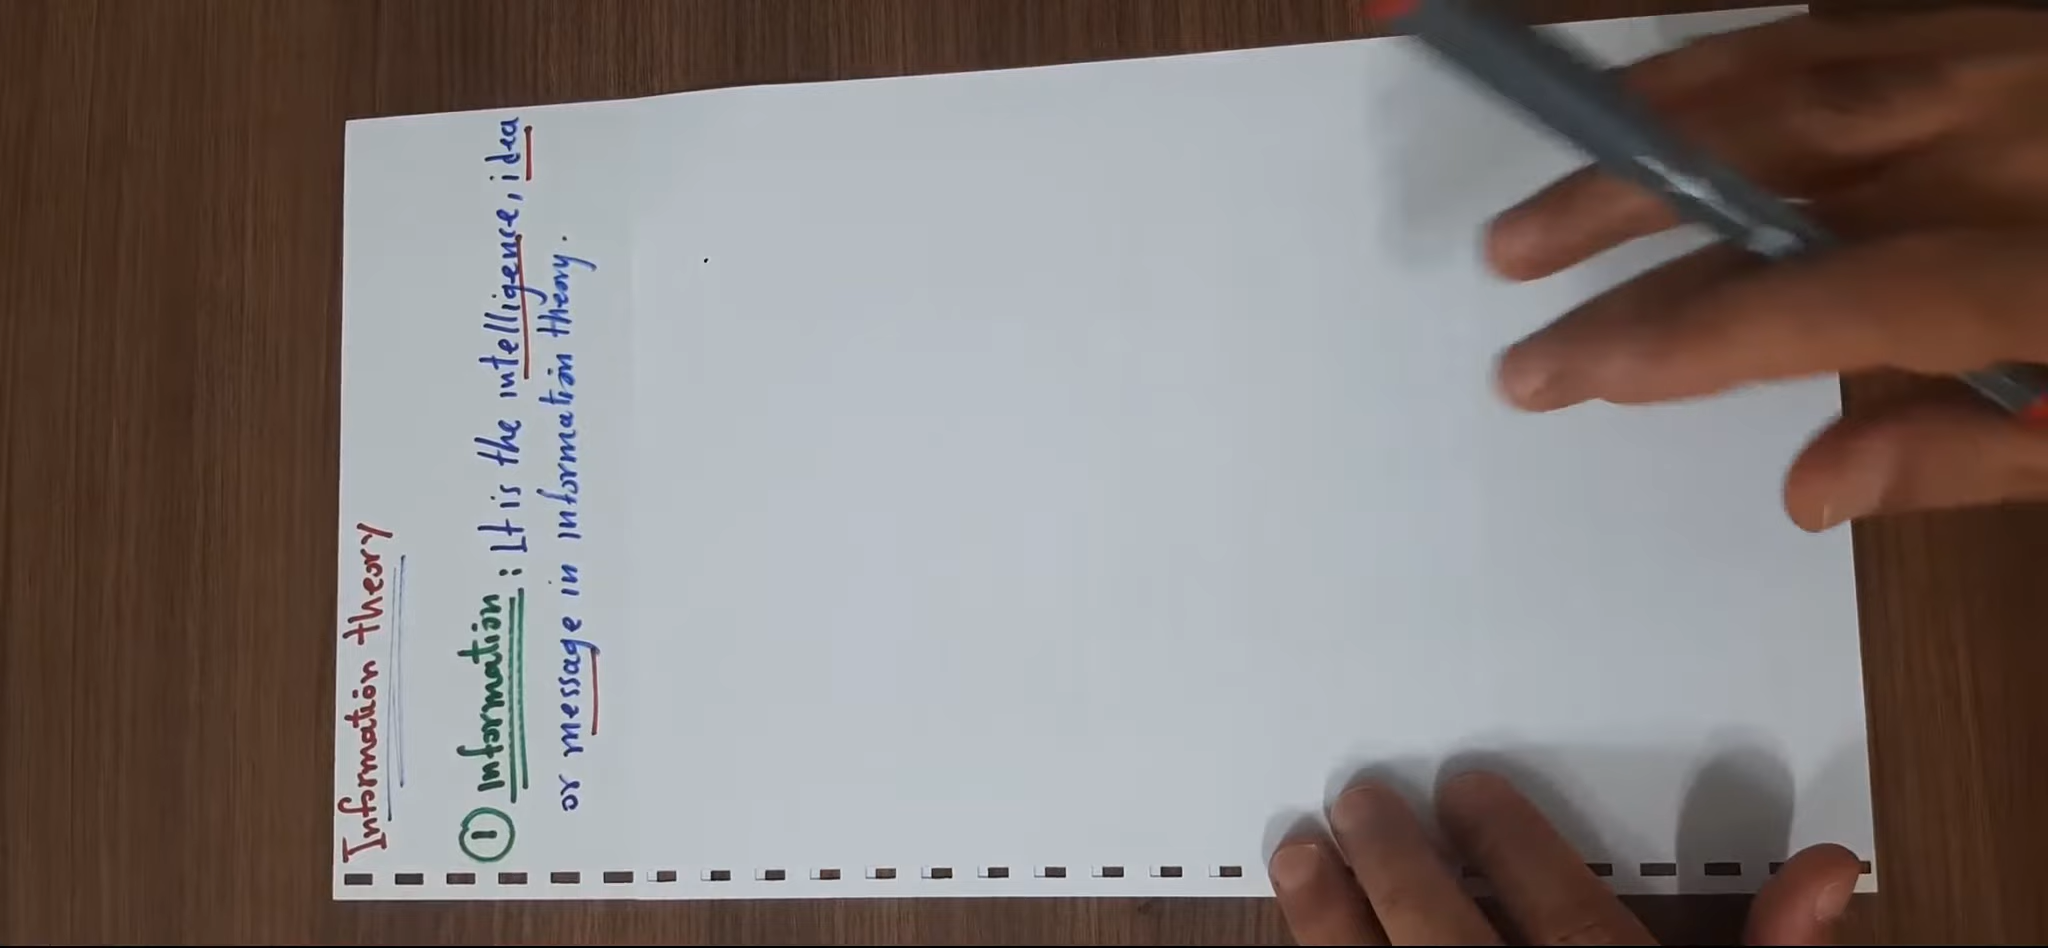 Information theory
① Information : It is the intelligence, idea
or message in information theory.